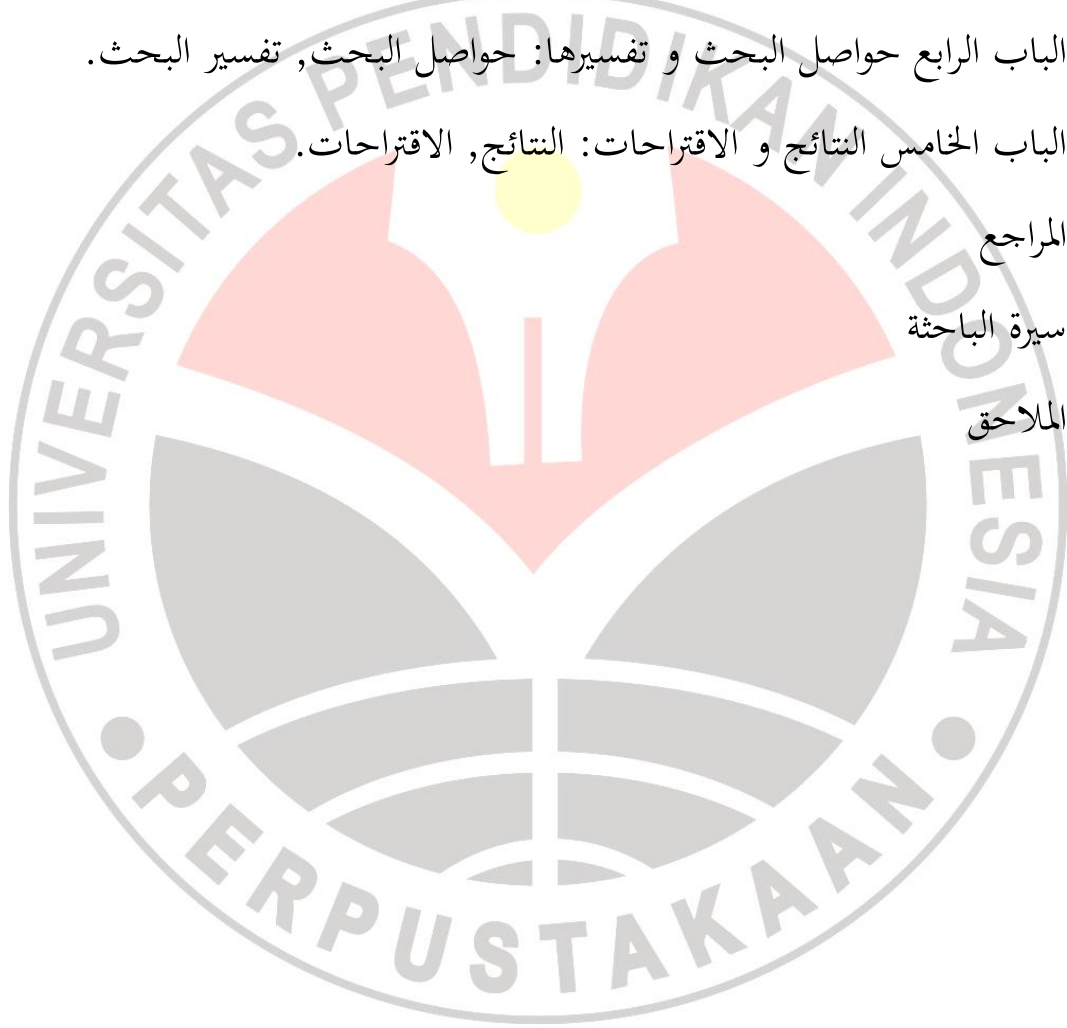 الباب الرابع حواصل البحث و تفسيرها: حواصل البحث, تفسير البحث.
الباب الخامس النتائج و الاقتراحات: النتائج, الاقتراحات.
المراجع
سيرة الباحثة
الملاحق
UNIVERSITAS PENDIDIKAN INDONESIA
PERPUSTAKAAN